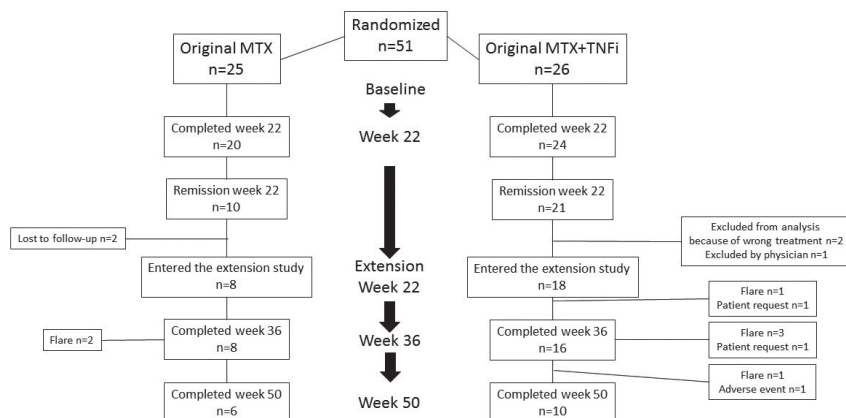 Randomized
n=51
Original MTX
n=25
Original MTX+TNFi
n=26
Baseline
Completed week 22
n=20
Week 22
Completed week 22
n=24
Remission week 22
n=10
Remission week 22
n=21
Lost to follow-up n=2
Excluded from analysis
because of wrong treatment n=2
Excluded by physician n=1
Entered the extension study
n=8
Extension
Week 22
Entered the extension study
n=18
Flare n=1
Patient request n=1
Flare n=2
Completed week 36
n=8
Week 36
Completed week 36
n=16
Flare n=3
Patient request n=1
Flare n=1
Adverse event n=1
Completed week 50
n=6
Week 50
Completed week 50
n=10